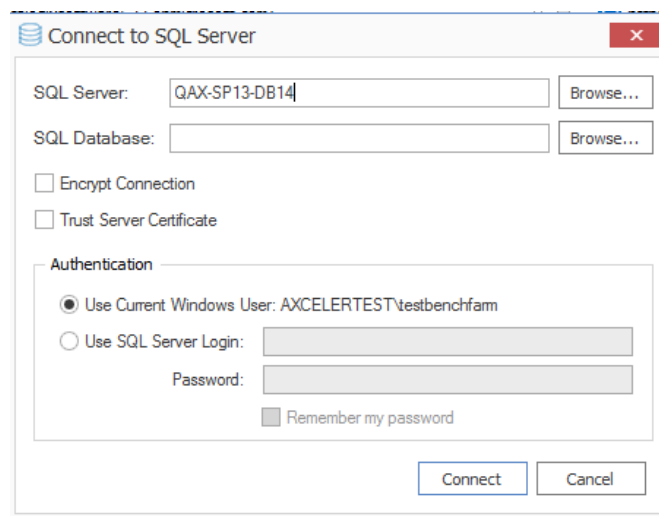 Connect to SQL Server
SQL Server: QAX-SP13-DB14 Browse...
SQL Database: Browse...
Encrypt Connection
Trust Server Certificate
Authentication
Use Current Windows User: AXCELERTEST\testbenchfarm
Use SQL Server Login:
Password:
Remember my password
Connect Cancel